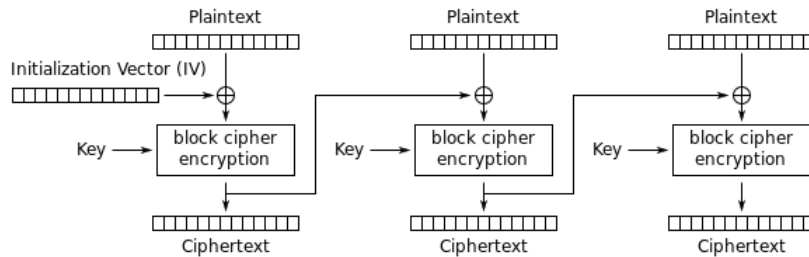 Plaintext
Plaintext
Plaintext
Initialization Vector (IV)
Key
block cipher
encryption
Key
block cipher
encryption
Key
block cipher
encryption
Ciphertext
Ciphertext
Ciphertext